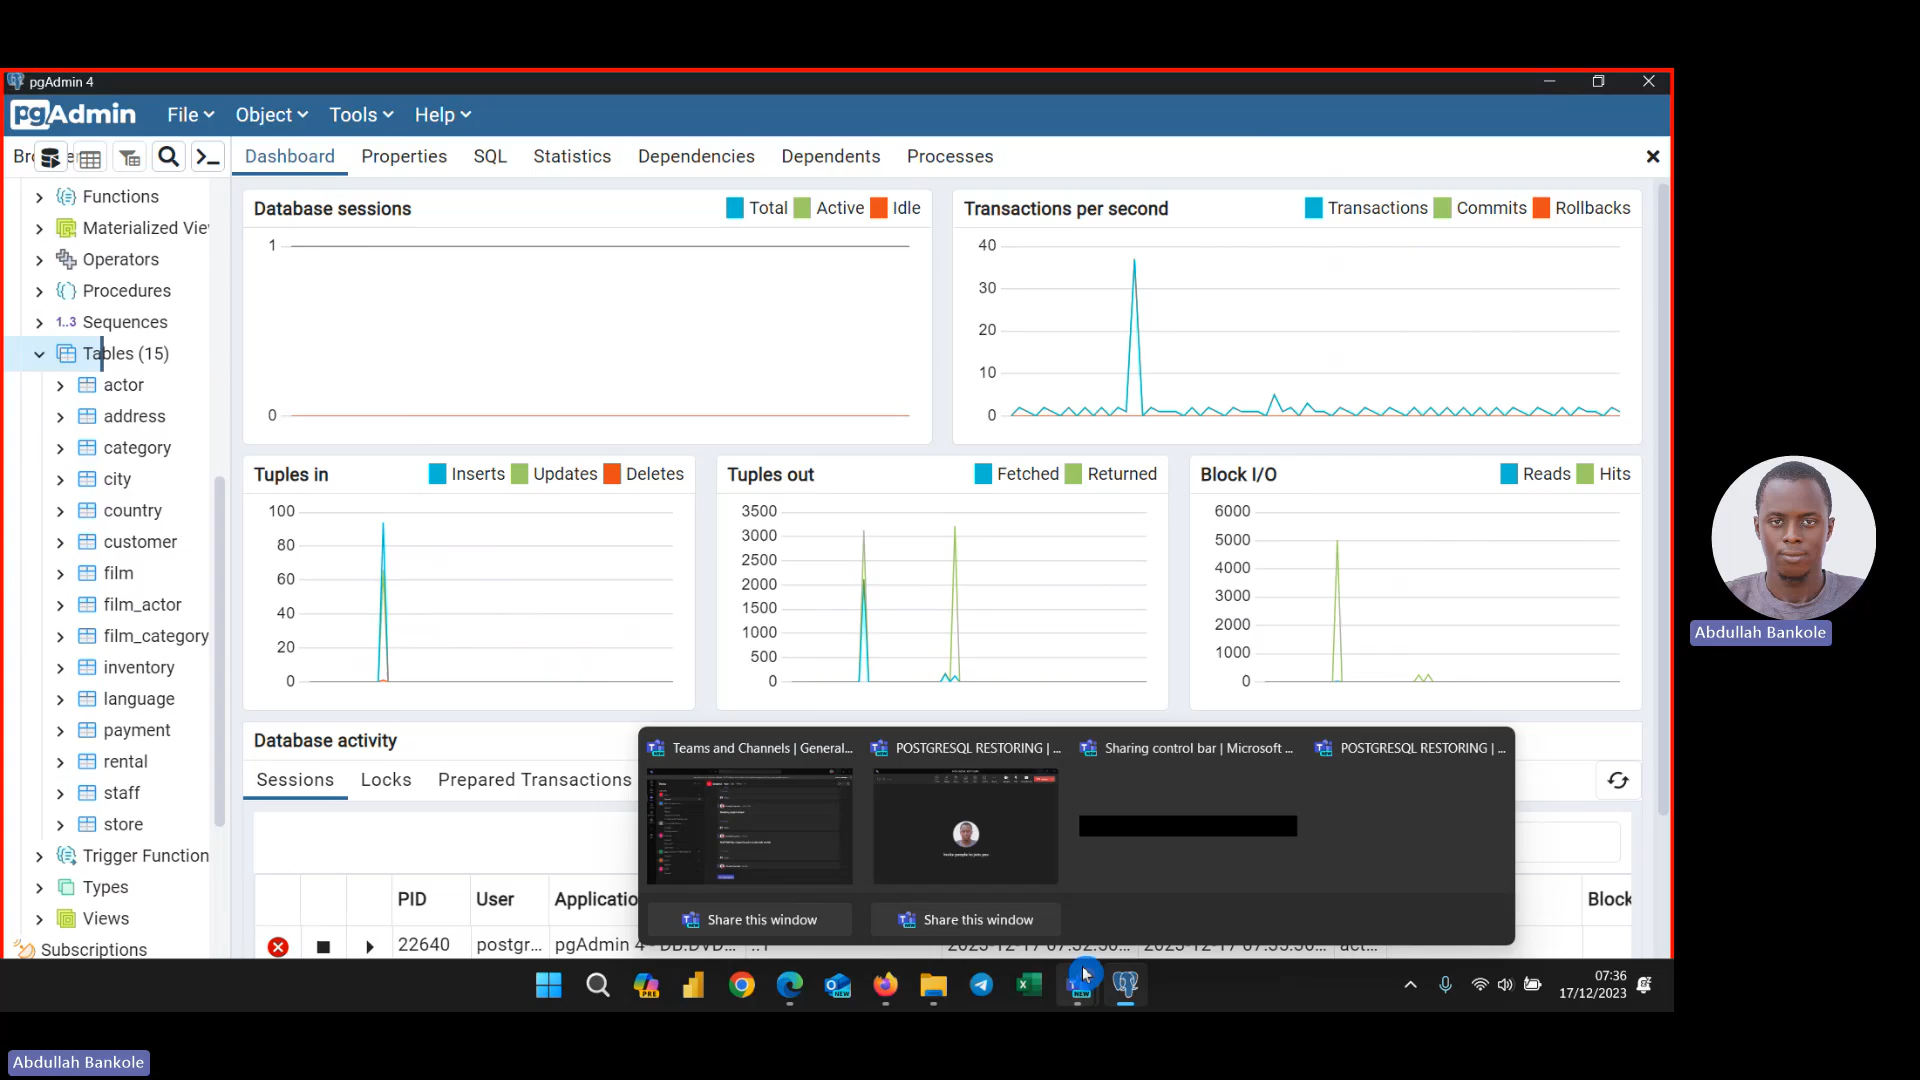 pgAdmin 4
pgAdmin
File
Object
Tools
Help
Dashboard
Properties
SQL
Statistics
Dependencies
Dependents
Processes
Functions
Materialized Vie
Operators
Procedures
1..3 Sequences
Tables (15)
actor
address
category
city
country
customer
film
film_actor
film_category
inventory
language
payment
rental
staff
store
Trigger Function
Types
Views
Subscriptions
Database sessions
Total
Active
Idle
1
0
Transactions per second
Transactions
Commits
Rollbacks
40
30
20
10
0
Tuples in
Inserts
Updates
Deletes
100
80
60
40
20
0
Tuples out
Fetched
Returned
3500
3000
2500
2000
1500
1000
500
0
Block I/O
Reads
Hits
6000
5000
4000
3000
2000
1000
0
Database activity
Sessions
Locks
Prepared Transactions
PID
User
Block
22640
postgr...
pgAdmin 4 - DB:DVD...
Teams and Channels | General...
POSTGRESQL RESTORING | ...
Sharing control bar | Microsoft ...
POSTGRESQL RESTORING | ...
Share this window
Share this window
PRE
NEW
NEW
07:36
17/12/2023
Abdullah Bankole
Abdullah Bankole